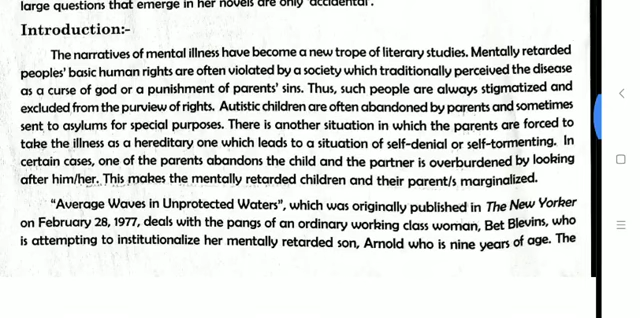 large questions that emerge in her novels are only 'accidental'.
Introduction:-
The narratives of mental illness have become a new trope of literary studies. Mentally retarded
peoples' basic human rights are often violated by a society which traditionally perceived the disease
as a curse of god or a punishment of parents' sins. Thus, such people are always stigmatized and
excluded from the purview of rights. Autistic children are often abandoned by parents and sometimes
sent to asylums for special purposes. There is another situation in which the parents are forced to
take the illness as a hereditary one which leads to a situation of self-denial or self-tormenting. In
certain cases, one of the parents abandons the child and the partner is overburdened by looking
after him/her. This makes the mentally retarded children and their parent/s marginalized.
"Average Waves in Unprotected Waters", which was originally published in The New Yorker
on February 28, 1977, deals with the pangs of an ordinary working class woman, Bet Blevins, who
is attempting to institutionalize her mentally retarded son, Arnold who is nine years of age. The